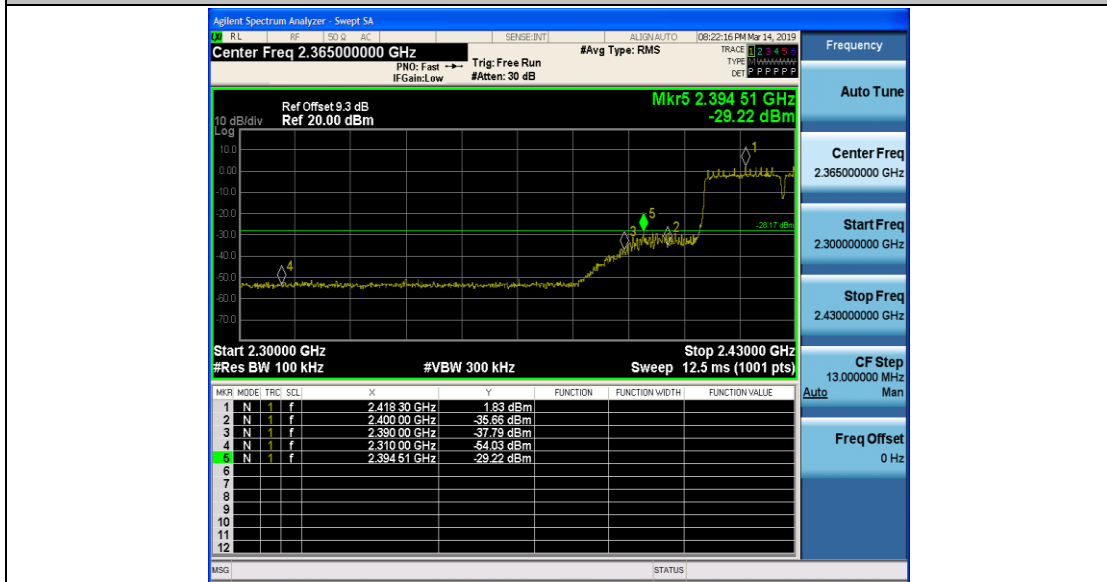 Agilent Spectrum Analyzer - Swept SA
RL RF 50 Ω AC SENSE:INT ALIGNAUTO 08:22:16 PM Mar 14, 2019
Center Freq 2.365000000 GHz
PNO: Fast
IFGain:Low
Trig: Free Run
#Atten: 30 dB
#Avg Type: RMS
TRACE 1 2 3 4 5 6
TYPE M W W W W W
DET P P P P P P
Mkr5 2.394 51 GHz
-29.22 dBm
Ref Offset 9.3 dB
10 dB/div Ref 20.00 dBm
Log
10.0
0.00
-10.0
-20.0
-30.0
-40.0
-50.0
-60.0
-70.0
1
2
3
4
5
-28.17 dBm
Start 2.30000 GHz Stop 2.43000 GHz
#Res BW 100 kHz #VBW 300 kHz Sweep 12.5 ms (1001 pts)
MKR MODE TRC SCL X Y FUNCTION FUNCTION WIDTH FUNCTION VALUE
1 N 1 f 2.418 30 GHz 1.83 dBm
2 N 1 f 2.400 00 GHz -35.66 dBm
3 N 1 f 2.390 00 GHz -37.79 dBm
4 N 1 f 2.310 00 GHz -54.03 dBm
5 N 1 f 2.394 51 GHz -29.22 dBm
6
7
8
9
10
11
12
MSG STATUS
Frequency
Auto Tune
Center Freq
2.365000000 GHz
Start Freq
2.300000000 GHz
Stop Freq
2.430000000 GHz
CF Step
13.000000 MHz
Auto Man
Freq Offset
0 Hz